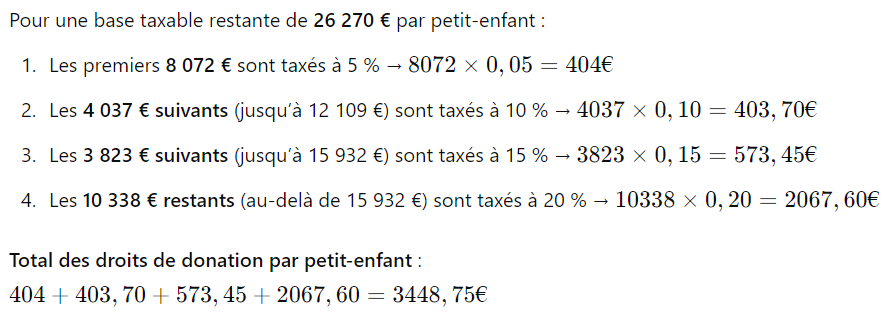 Pour une base taxable restante de 26 270 € par petit-enfant :
1. Les premiers 8 072 € sont taxés à 5 % → 8072 × 0, 05 = 404€
2. Les 4 037 € suivants (jusqu’à 12 109 €) sont taxés à 10 % → 4037 × 0, 10 = 403, 70€
3. Les 3 823 € suivants (jusqu’à 15 932 €) sont taxés à 15 % → 3823 × 0, 15 = 573, 45€
4. Les 10 338 € restants (au-delà de 15 932 €) sont taxés à 20 % → 10338 × 0, 20 = 2067, 60€
Total des droits de donation par petit-enfant :
404 + 403, 70 + 573, 45 + 2067, 60 = 3448, 75€